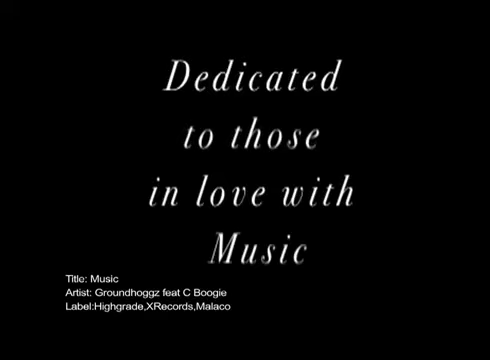 Dedicated
to those
in love with
Music
Title: Music
Artist: Groundhoggz feat C Boogie
Label:Highgrade,XRecords,Malaco